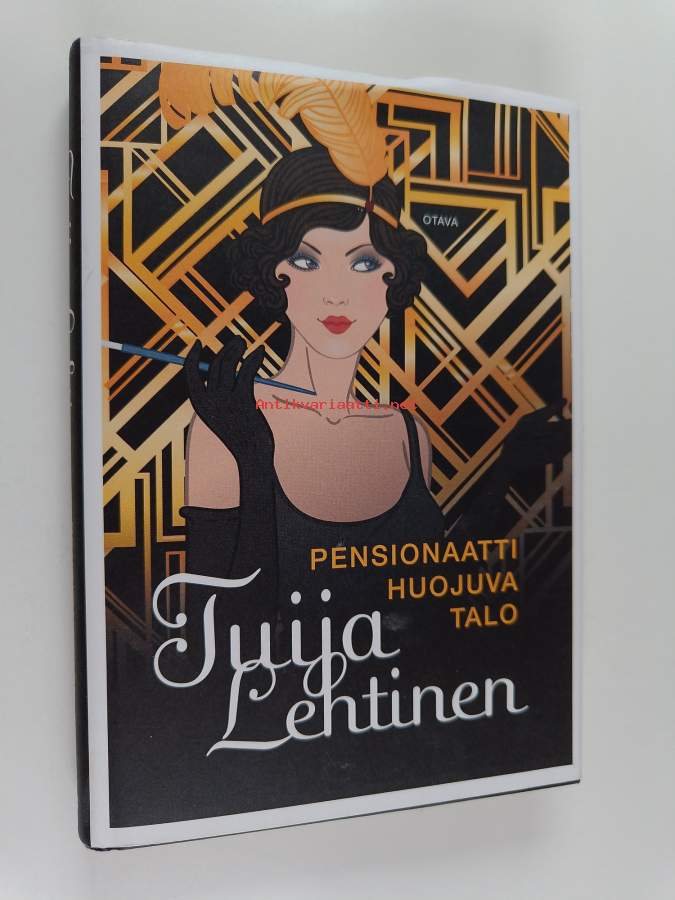 OTAVA
Antikvariaatti.net
PENSIONAATTI
HUOJUVA
TALO
Tuija
Lehtinen